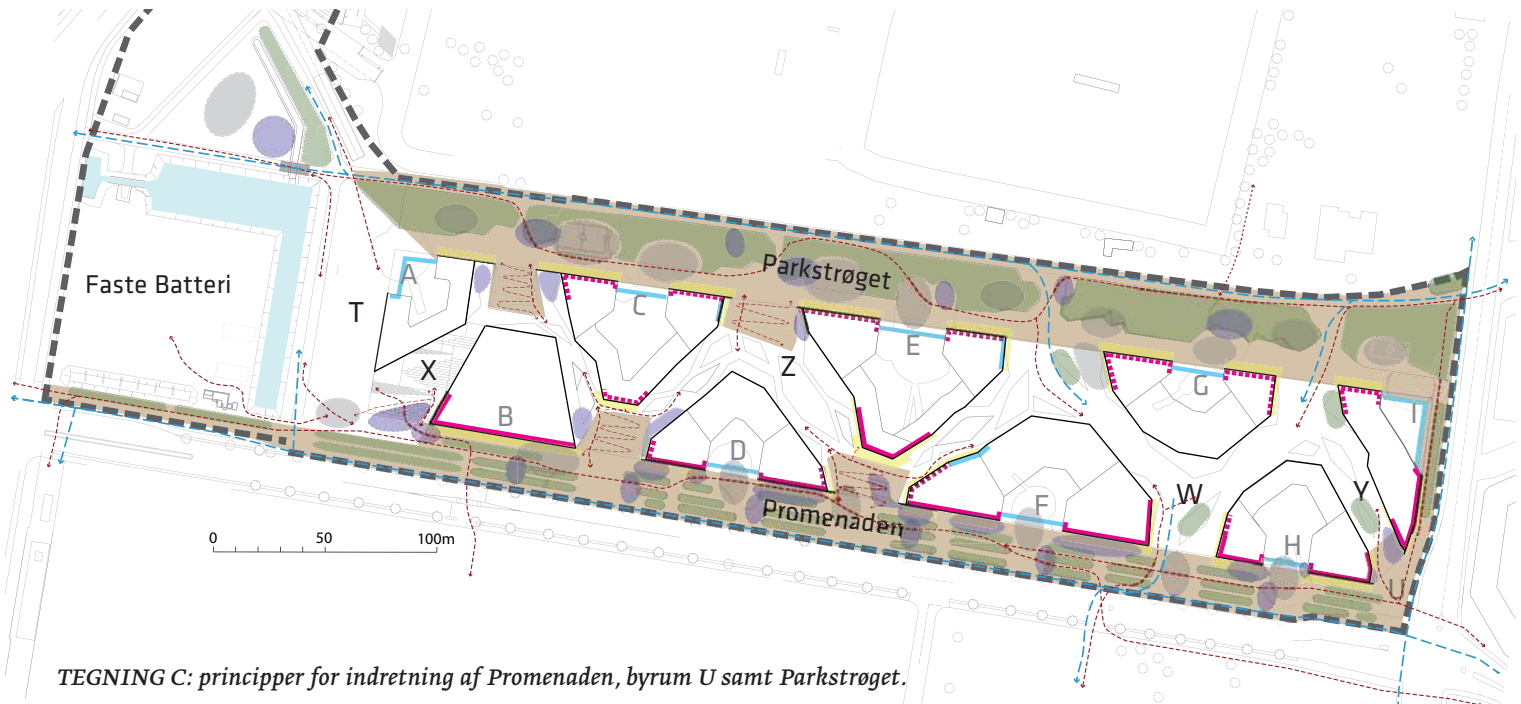 Parkstrøget
Faste Batteri
A
T
C
E
X
Z
G
I
B
D
W
Y
F
Promenaden
H
U
0 50 100m
TEGNING C: principper for indretning af Promenaden, byrum U samt Parkstrøget.